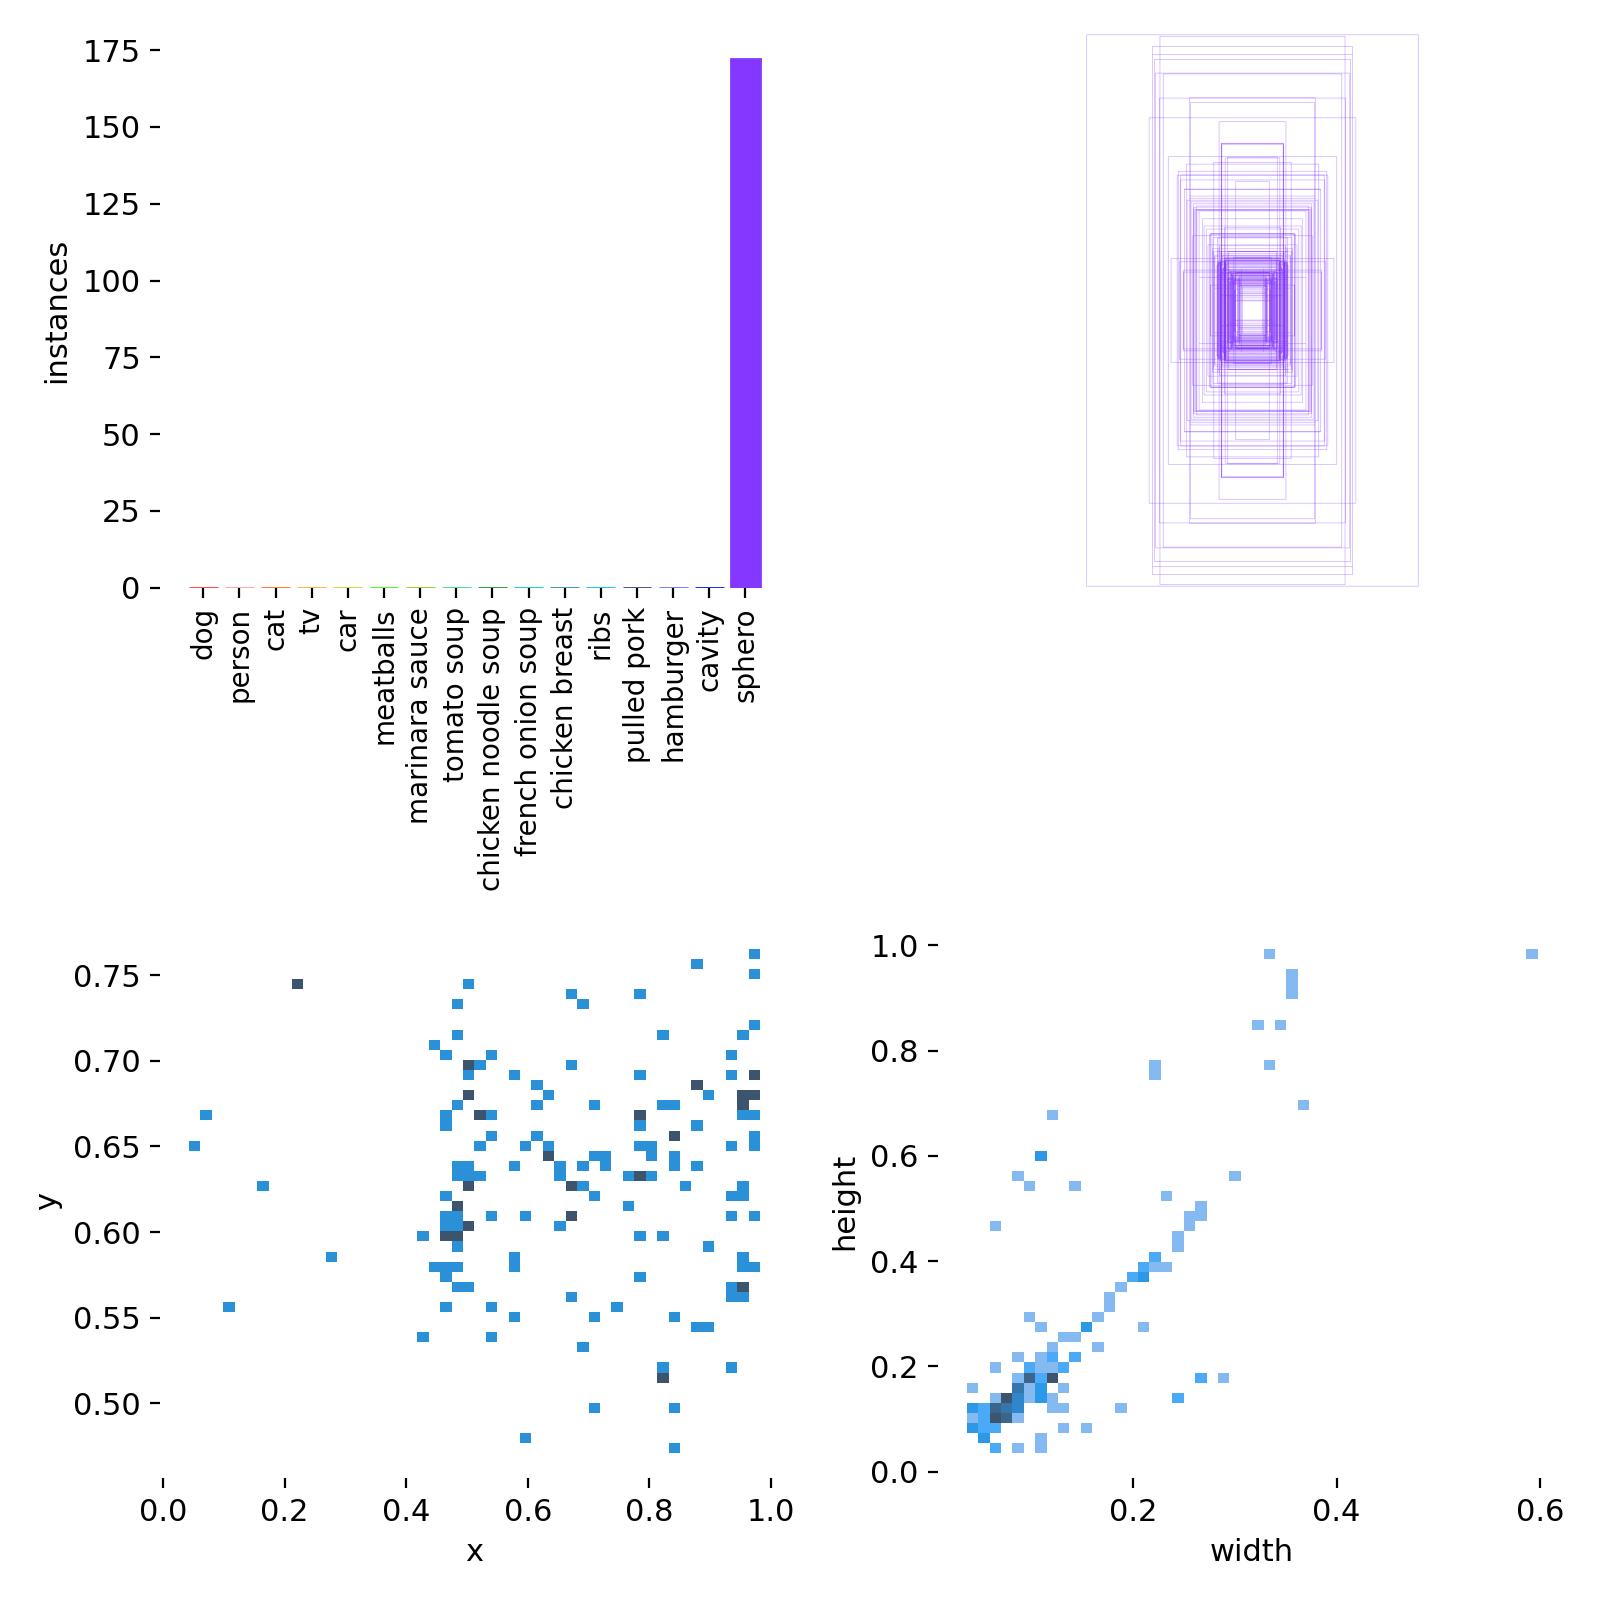 175
150
125
100
75
50
25
0
instances
dog
person
cat
tv
car
meatballs
marinara sauce
tomato soup
chicken noodle soup
french onion soup
chicken breast
ribs
pulled pork
hamburger
cavity
sphero
0.75
0.70
0.65
0.60
0.55
0.50
y
0.0 0.2 0.4 0.6 0.8 1.0
x
1.0
0.8
0.6
0.4
0.2
0.0
height
0.2 0.4 0.6
width